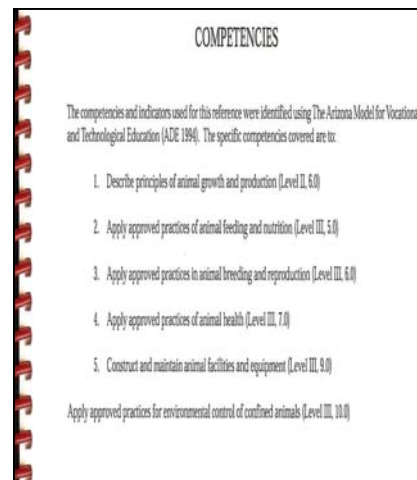 COMPETENCIES
The competencies and indicators used for this reference were identified using The Arizona Model for Vocationa
and Technological Education (ADE 1994). The specific competencies covered are to:
1. Describe principles of animal growth and production (Level II, 6.0)
2. Apply approved practices of animal feeding and nutrition (Level III, 5.0)
3. Apply approved practices in animal breeding and reproduction (Level III, 6.0)
4. Apply approved practices of animal health (Level III, 7.0)
5. Construct and maintain animal facilities and equipment (Level III, 9.0)
Apply approved practices for environmental control of confined animals (Level III, 10.0)